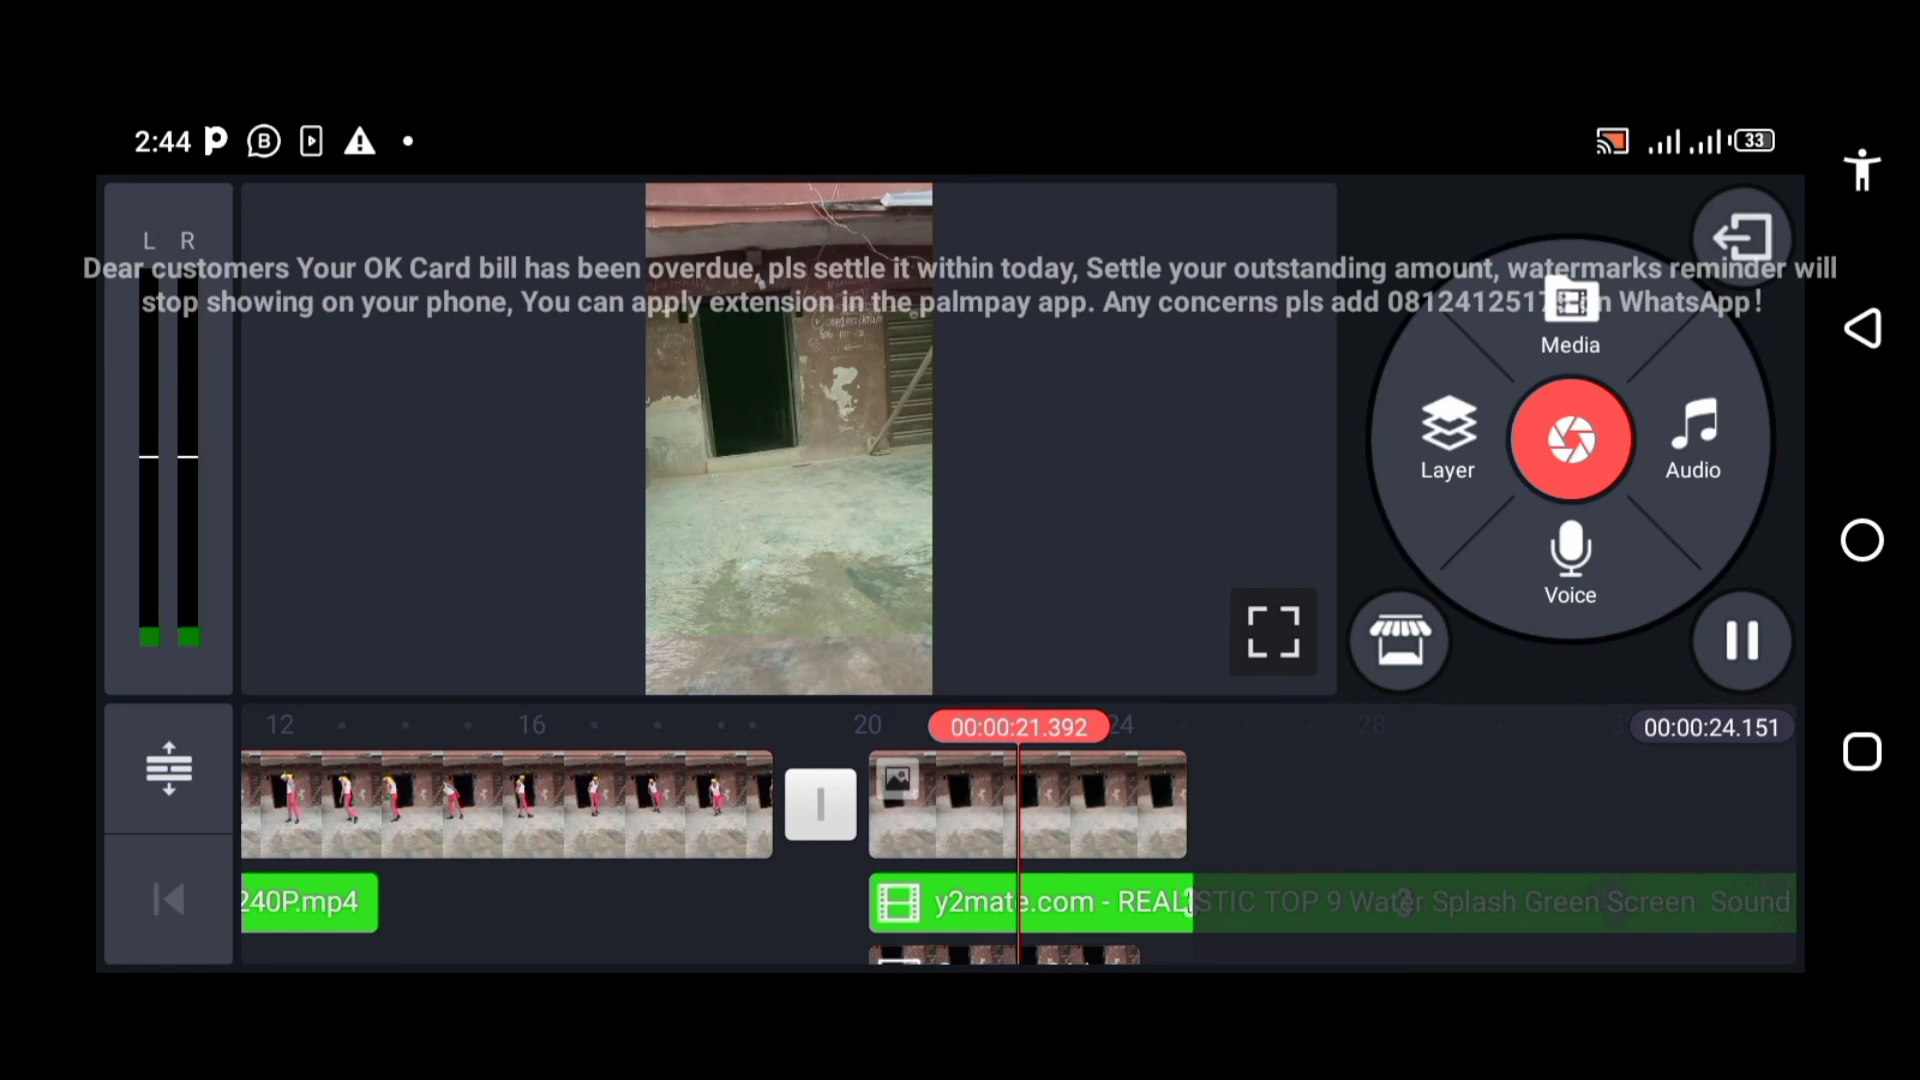 2:44
33
L R
Dear customers Your OK Card bill has been overdue, pls settle it within today, Settle your outstanding amount, watermarks reminder will
stop showing on your phone, You can apply extension in the palmpay app. Any concerns pls add WhatsApp!
Media
Layer
Audio
Voice
12
16
20
00:00:21.392
24
28
00:00:24.151
240P.mp4
y2mate.com - REALISTIC TOP 9 Water Splash Green Screen Sound